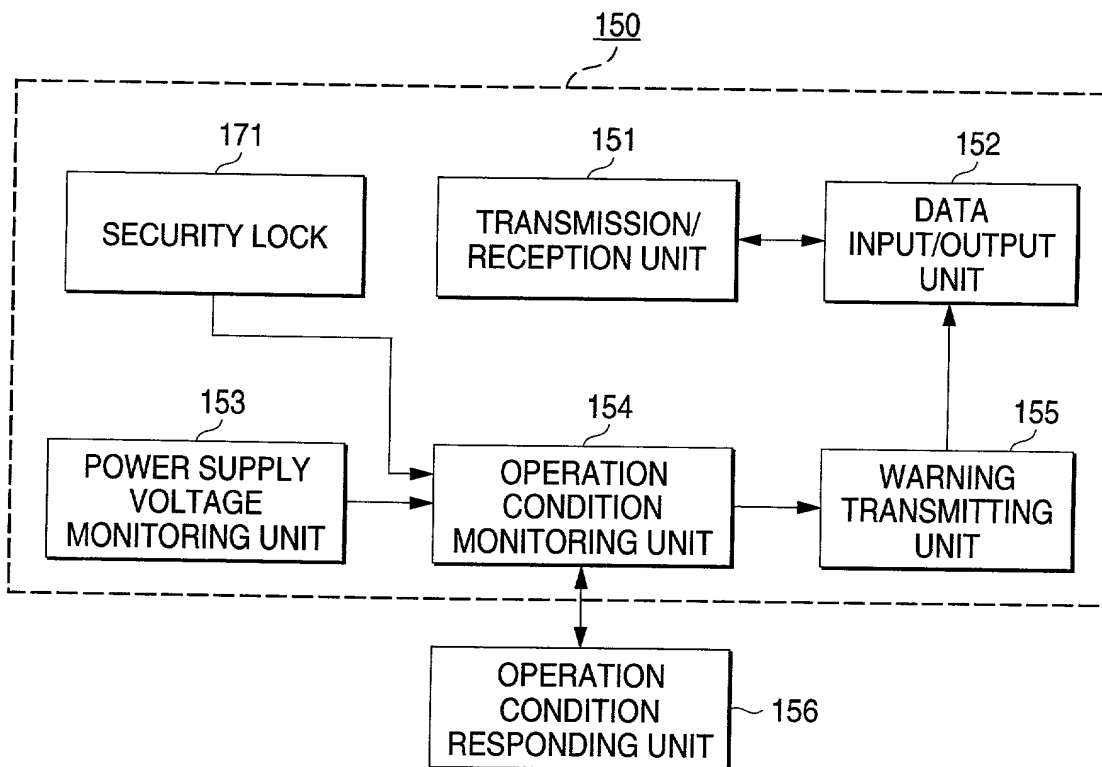 150
171
SECURITY LOCK
151
TRANSMISSION/
RECEPTION UNIT
152
DATA
INPUT/OUTPUT
UNIT
153
POWER SUPPLY
VOLTAGE
MONITORING UNIT
154
OPERATION
CONDITION
MONITORING UNIT
155
WARNING
TRANSMITTING
UNIT
OPERATION
CONDITION
RESPONDING UNIT
156